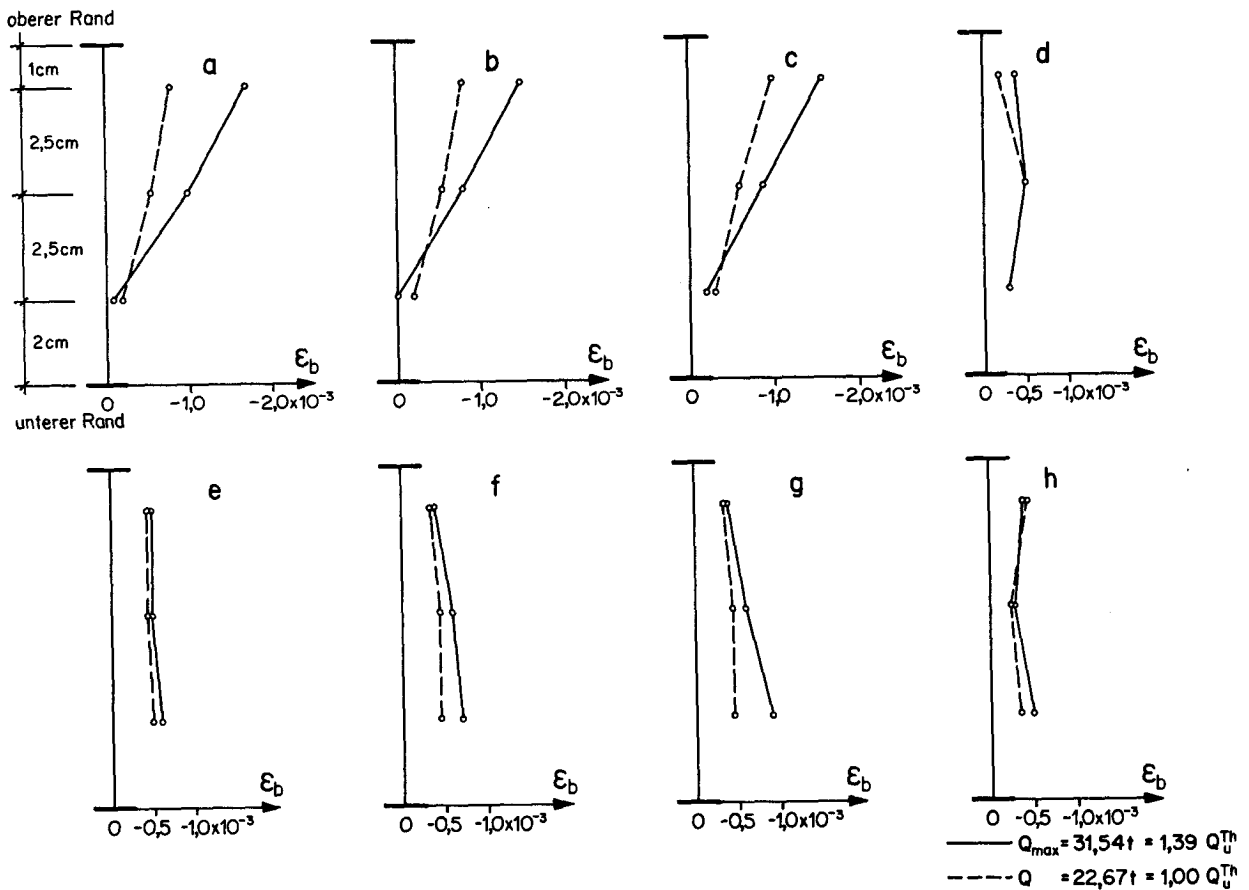 oberer Rand
1cm
2,5cm
2,5cm
2cm
unterer Rand
a
εb
0 -1,0 -2,0x10⁻³
b
εb
0 -1,0 -2,0x10⁻³
c
εb
0 -1,0 -2,0x10⁻³
d
εb
0 -0,5 -1,0x10⁻³
e
εb
0 -0,5 -1,0x10⁻³
f
εb
0 -0,5 -1,0x10⁻³
g
εb
0 -0,5 -1,0x10⁻³
h
εb
0 -0,5 -1,0x10⁻³
Qmax = 31,54t = 1,39 Qu^Th
Q = 22,67t = 1,00 Qu^Th